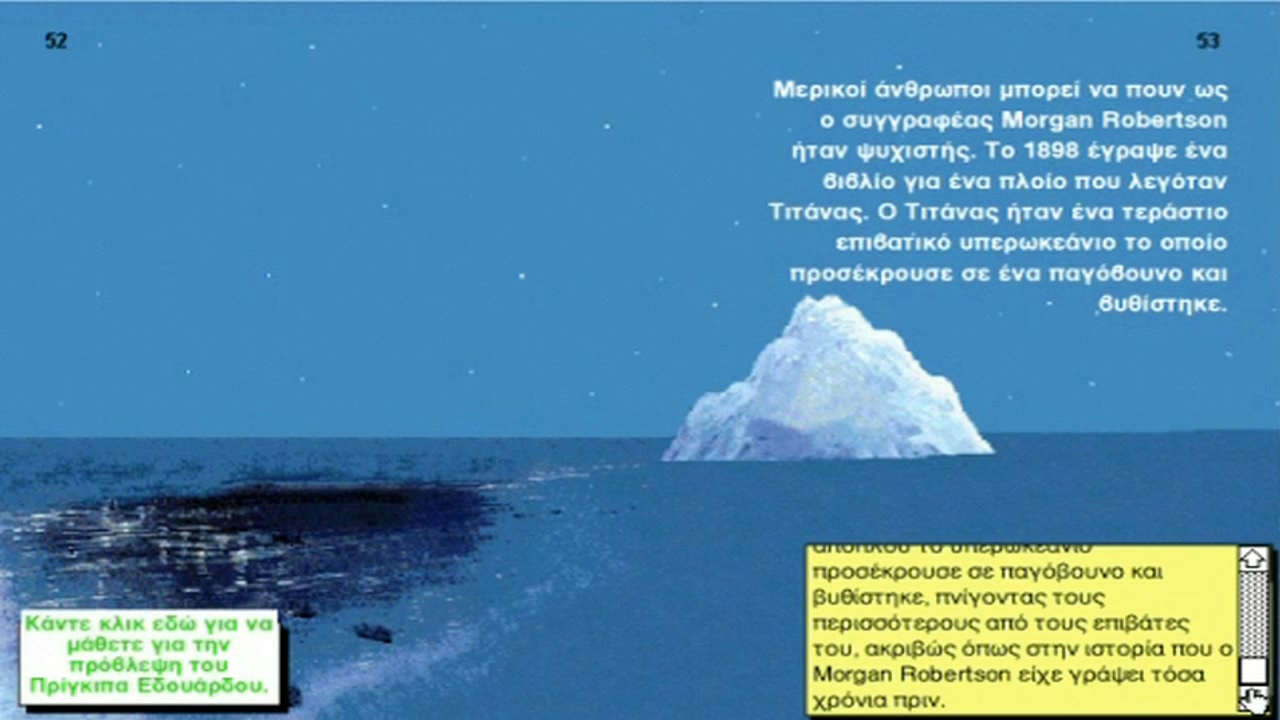 52
53
Μερικοί άνθρωποι μπορεί να πουν ως
ο συγγραφέας Morgan Robertson
ήταν ψυχιστής. Το 1898 έγραψε ένα
βιβλίο για ένα πλοίο που λεγόταν
Τιτάνας. Ο Τιτάνας ήταν ένα τεράστιο
επιβατικό υπερωκεάνιο το οποίο
προσέκρουσε σε ένα παγόβουνο και
βυθίστηκε.
Κάντε κλικ εδώ για να
μάθετε για την
πρόβλεψη του
Πρίγκιπα Εδουάρδου.
απόπλου το υπερωκεάνιο
προσέκρουσε σε παγόβουνο και
βυθίστηκε, πνίγοντας τους
περισσότερους από τους επιβάτες
του, ακριβώς όπως στην ιστορία που ο
Morgan Robertson είχε γράψει τόσα
χρόνια πριν.